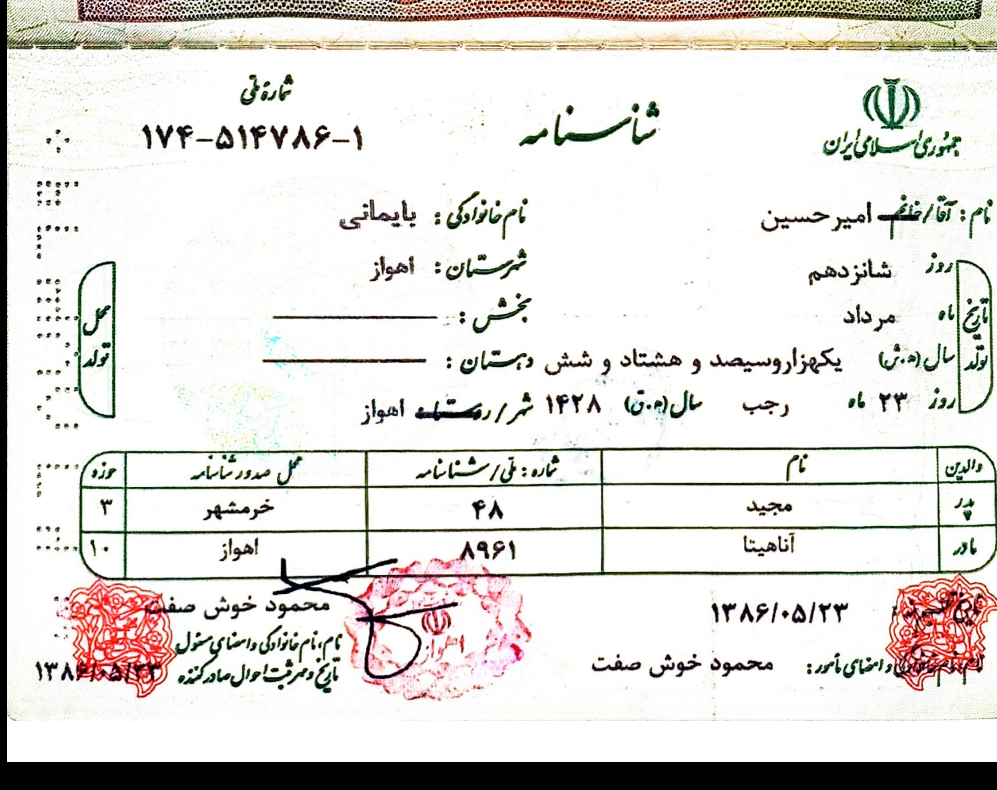 جمهوری اسلامی ایران
شناسنامه
شماره ملی
۱۷۴-۵۱۴۷۸۶-۱
نام : آقا/خانم امیرحسین نام خانوادگی : بایمانی
تاریخ تولد
روز شانزدهم
ماه مرداد
سال (ه.ش) یکهزاروسیصد و هشتاد و شش
روز ۲۳ ماه رجب سال (ه.ق) ۱۴۲۸
محل تولد
شهرستان : اهواز
بخش :
دهستان :
شهر / روستا : اهواز
والدین نام شماره : ملی / شناسنامه محل صدور شناسنامه حوزه
پدر مجید ۴۸ خرمشهر ۳
مادر آناهیتا ۸۹۶۱ اهواز ۱۰
تاریخ تنظیم : ۱۳۸۶/۰۵/۲۳
نام، نام خانوادگی و امضای مأمور : محمود خوش صفت
محمود خوش صفت
نام، نام خانوادگی و امضای مسئول
تاریخ و مهر ثبت احوال صادر کننده ۱۳۸۶/۰۵/۲۳
اهواز